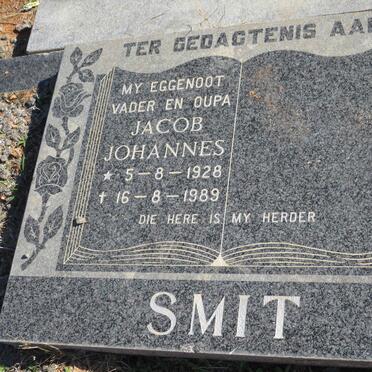 TER GEDAGTENIS AAN
MY EGGENOOT
VADER EN OUPA
JACOB
JOHANNES
* 5-8-1928
† 16-8-1989
DIE HERE IS MY HERDER
SMIT